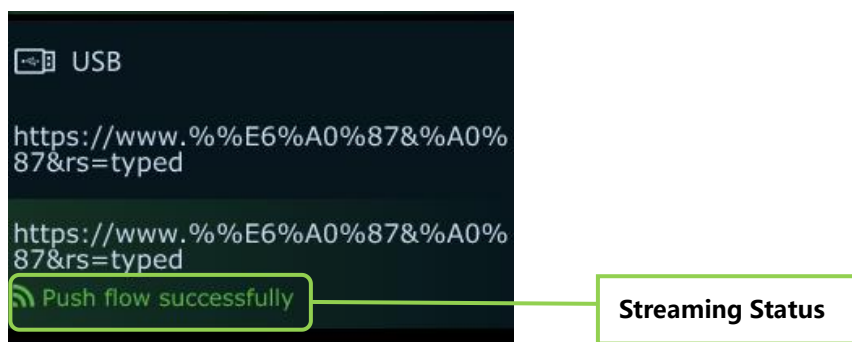 USB
https://www.%%E6%A0%87&%A0%
87&rs=typed
https://www.%%E6%A0%87&%A0%
87&rs=typed
Push flow successfully
Streaming Status